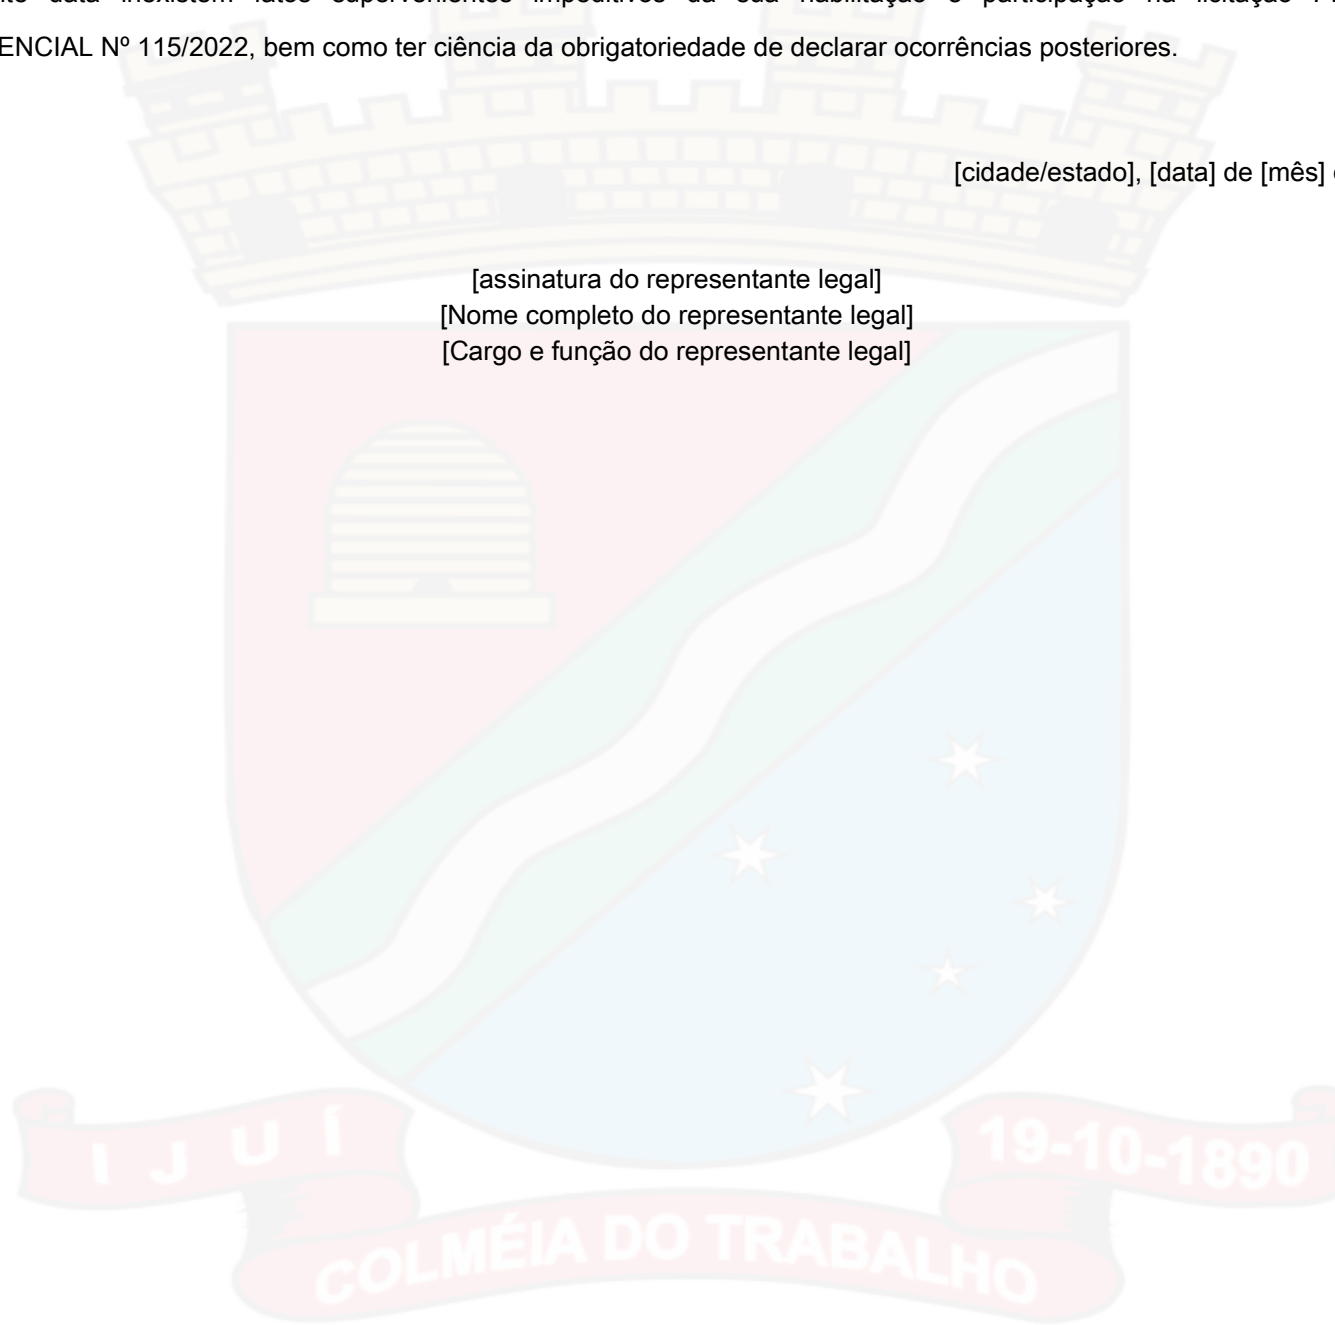 data inexistem fatos supervenientes impeditivos da sua habilitação e participação na licitação
ENCIAL Nº 115/2022, bem como ter ciência da obrigatoriedade de declarar ocorrências posteriores.
[cidade/estado], [data] de [mês]
[assinatura do representante legal]
[Nome completo do representante legal]
[Cargo e função do representante legal]
IJUÍ
19-10-1890
COLMÉIA DO TRABALHO